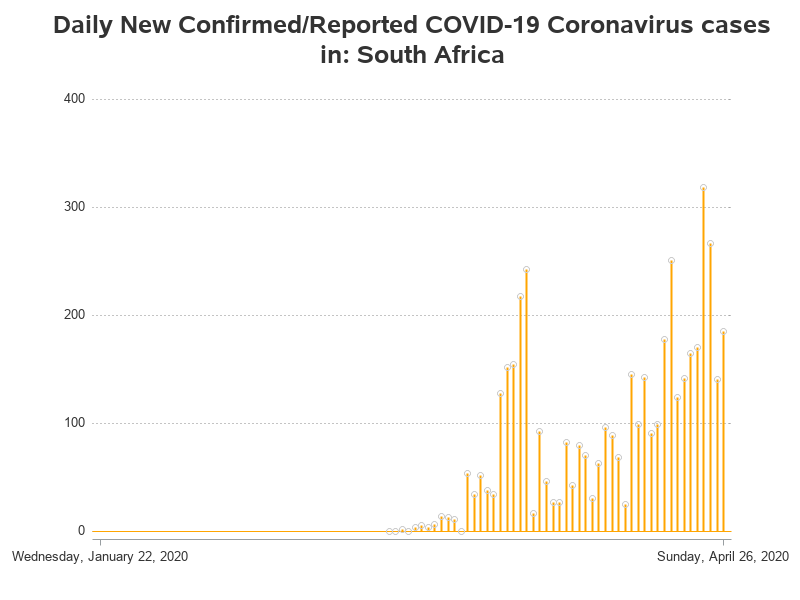 Daily New Confirmed/Reported COVID-19 Coronavirus cases
in: South Africa
400
300
200
100
0
Wednesday, January 22, 2020
Sunday, April 26, 2020